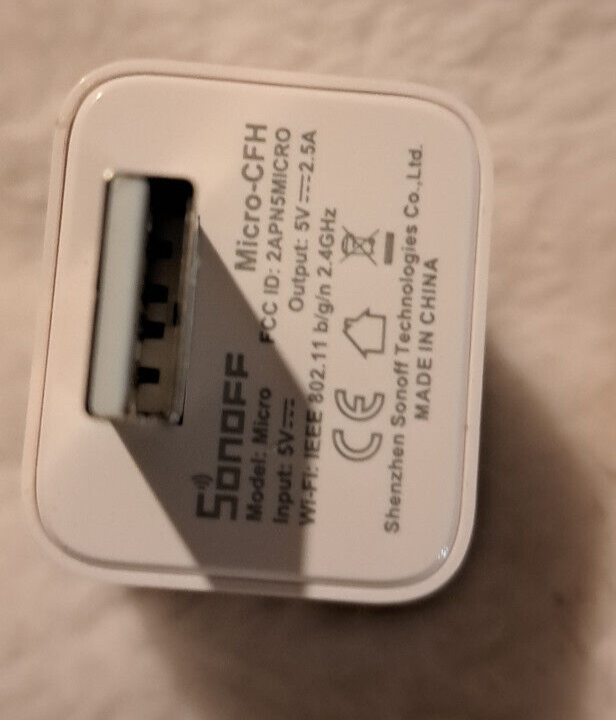 SONOFF Micro-CFH
Model: Micro FCC ID: 2APN5MICRO
Input: 5V⎓ Output: 5V⎓2.5A
Wi-Fi: IEEE 802.11 b/g/n 2.4GHz
CE
Shenzhen Sonoff Technologies Co.,Ltd.
MADE IN CHINA